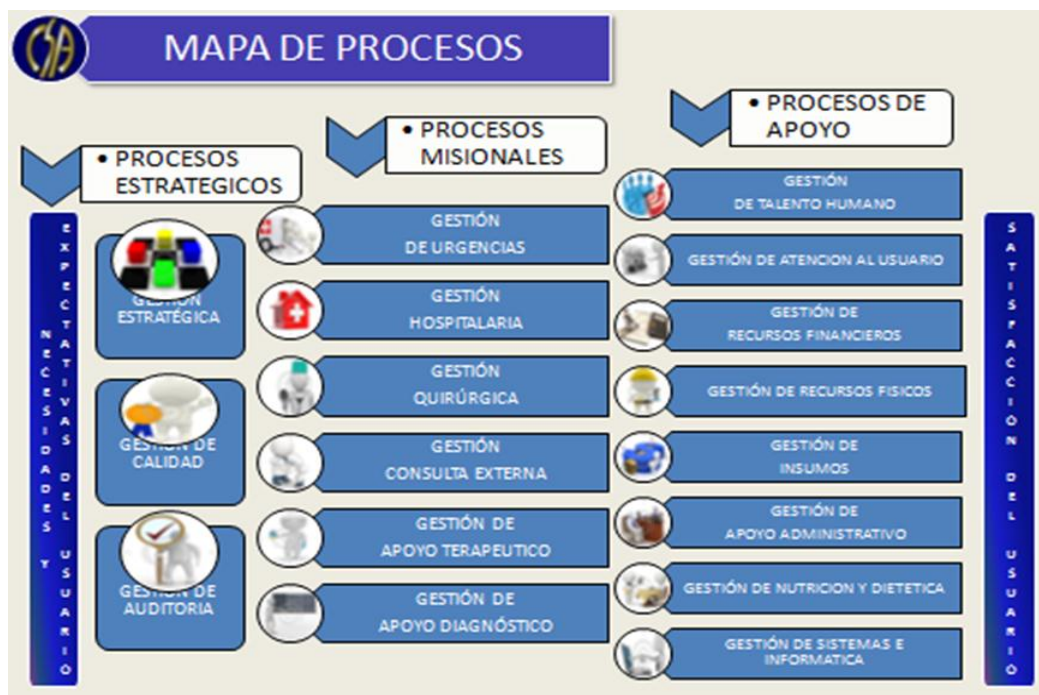 CSA
MAPA DE PROCESOS
• PROCESOS
ESTRATEGICOS
• PROCESOS
MISIONALES
• PROCESOS DE
APOYO
NECESIDADES Y
EXPECTATIVAS DEL USUARIO
GESTIÓN
ESTRATÉGICA
GESTIÓN DE
CALIDAD
GESTIÓN DE
AUDITORIA
GESTIÓN
DE URGENCIAS
GESTIÓN
HOSPITALARIA
GESTIÓN
QUIRÚRGICA
GESTIÓN
CONSULTA EXTERNA
GESTIÓN DE
APOYO TERAPEUTICO
GESTIÓN DE
APOYO DIAGNÓSTICO
GESTIÓN
DE TALENTO HUMANO
GESTIÓN DE ATENCION AL USUARIO
GESTIÓN DE
RECURSOS FINANCIEROS
GESTIÓN DE RECURSOS FISICOS
GESTIÓN DE
INSUMOS
GESTIÓN DE
APOYO ADMINISTRATIVO
GESTIÓN DE NUTRICION Y DIETETICA
GESTIÓN DE SISTEMAS E
INFORMATICA
SATISFACCION DEL USUARIO